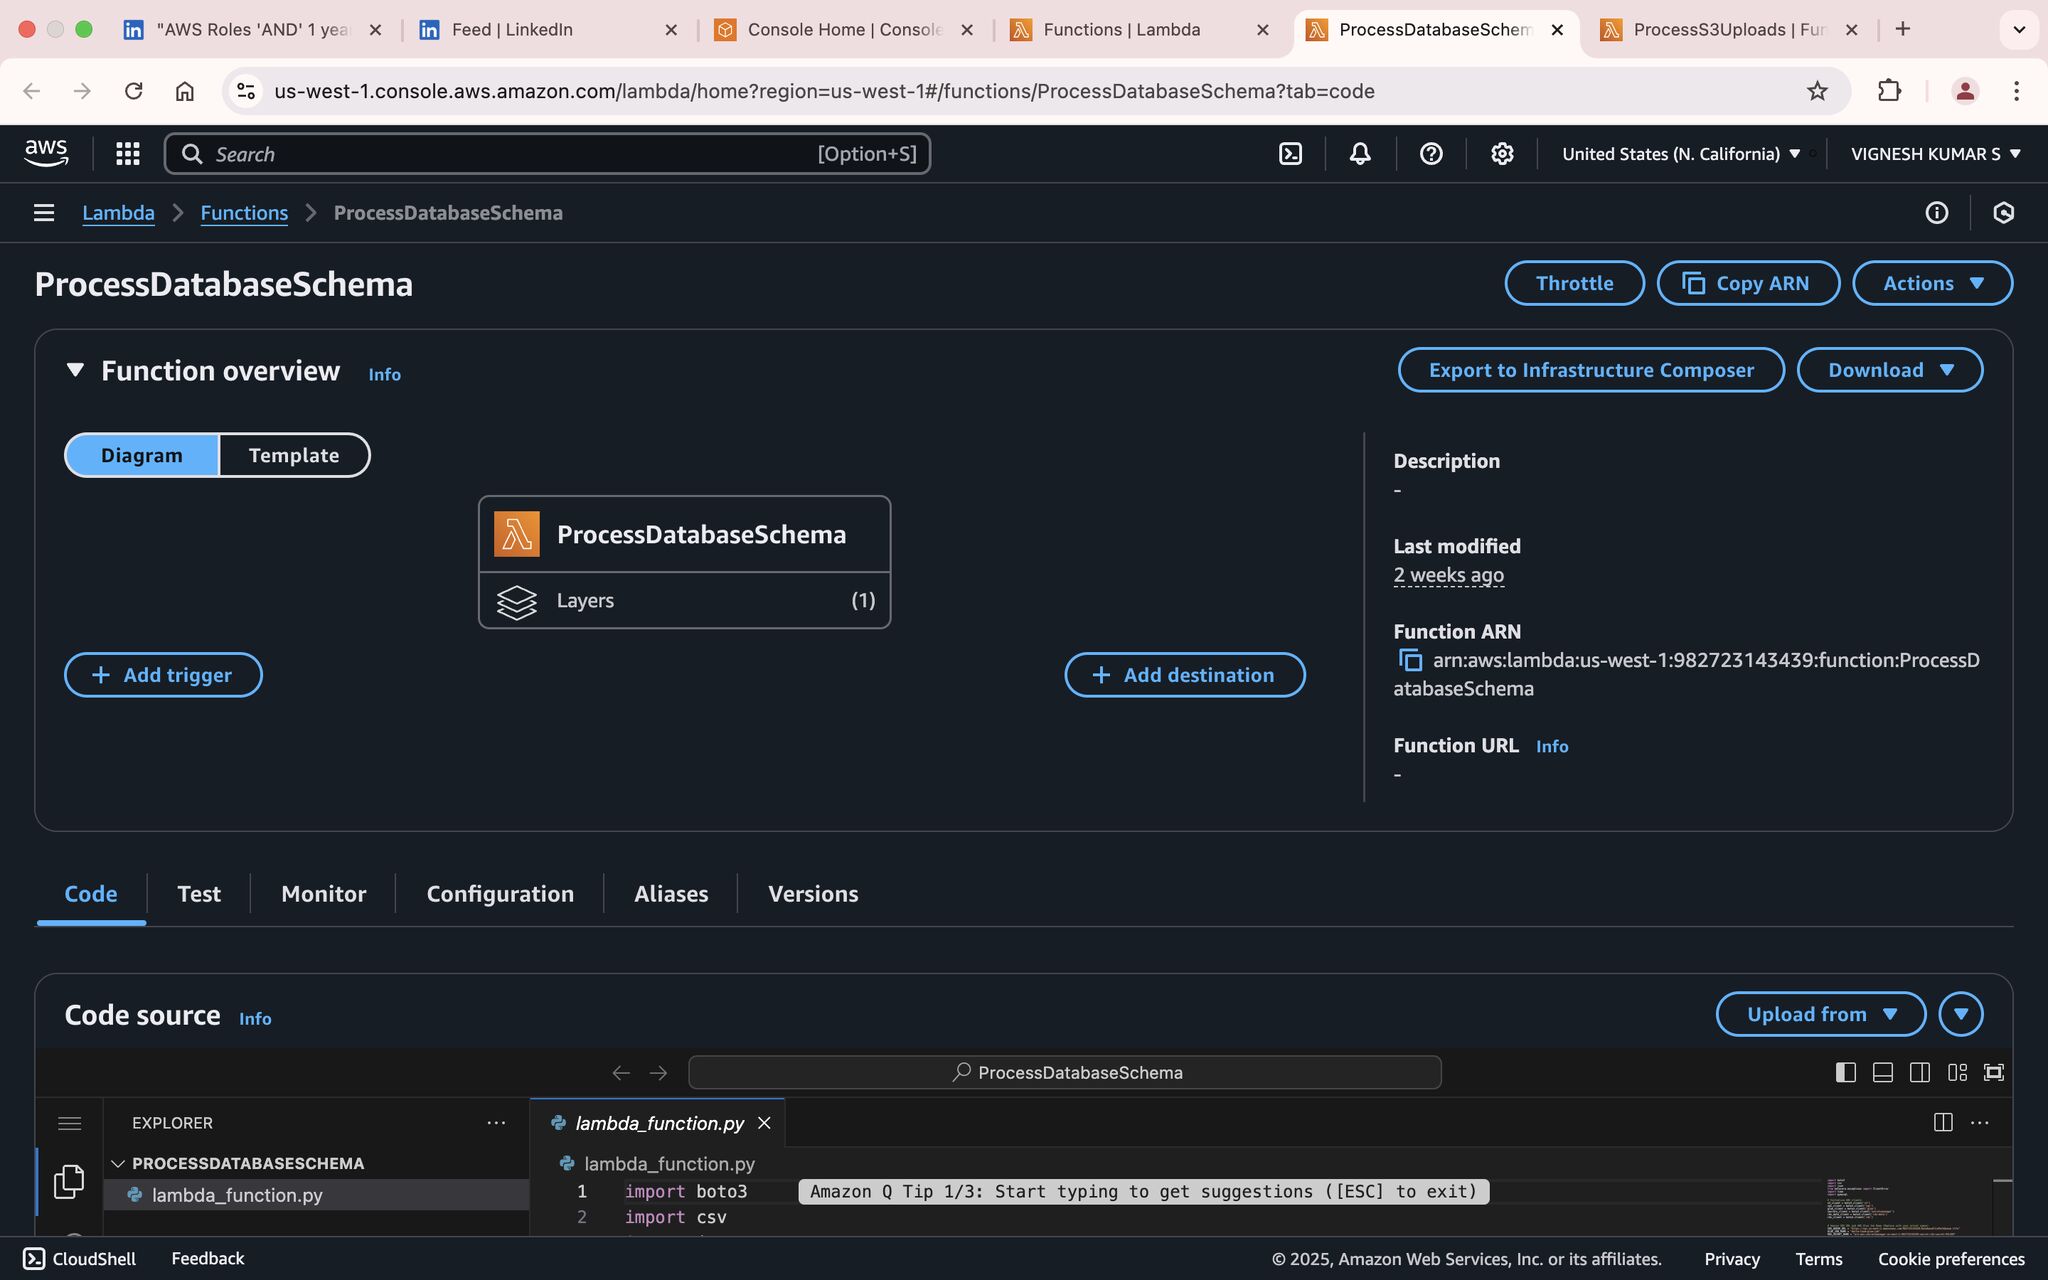 "AWS Roles 'AND' 1 yea
Feed | LinkedIn
Console Home | Console
Functions | Lambda
ProcessDatabaseSchem
ProcessS3Uploads | Fun
us-west-1.console.aws.amazon.com/lambda/home?region=us-west-1#/functions/ProcessDatabaseSchema?tab=code
aws
Search
[Option+S]
United States (N. California)
VIGNESH KUMAR S
Lambda
Functions
ProcessDatabaseSchema
ProcessDatabaseSchema
Throttle
Copy ARN
Actions
Function overview
Info
Export to Infrastructure Composer
Download
Diagram
Template
ProcessDatabaseSchema
Layers
(1)
+ Add trigger
+ Add destination
Description
-
Last modified
2 weeks ago
Function ARN
arn:aws:lambda:us-west-1:982723143439:function:ProcessD
atabaseSchema
Function URL
Info
-
Code
Test
Monitor
Configuration
Aliases
Versions
Code source
Info
Upload from
ProcessDatabaseSchema
EXPLORER
PROCESSDATABASESCHEMA
lambda_function.py
lambda_function.py
lambda_function.py
1 import boto3
Amazon Q Tip 1/3: Start typing to get suggestions ([ESC] to exit)
2 import csv
CloudShell
Feedback
© 2025, Amazon Web Services, Inc. or its affiliates.
Privacy
Terms
Cookie preferences